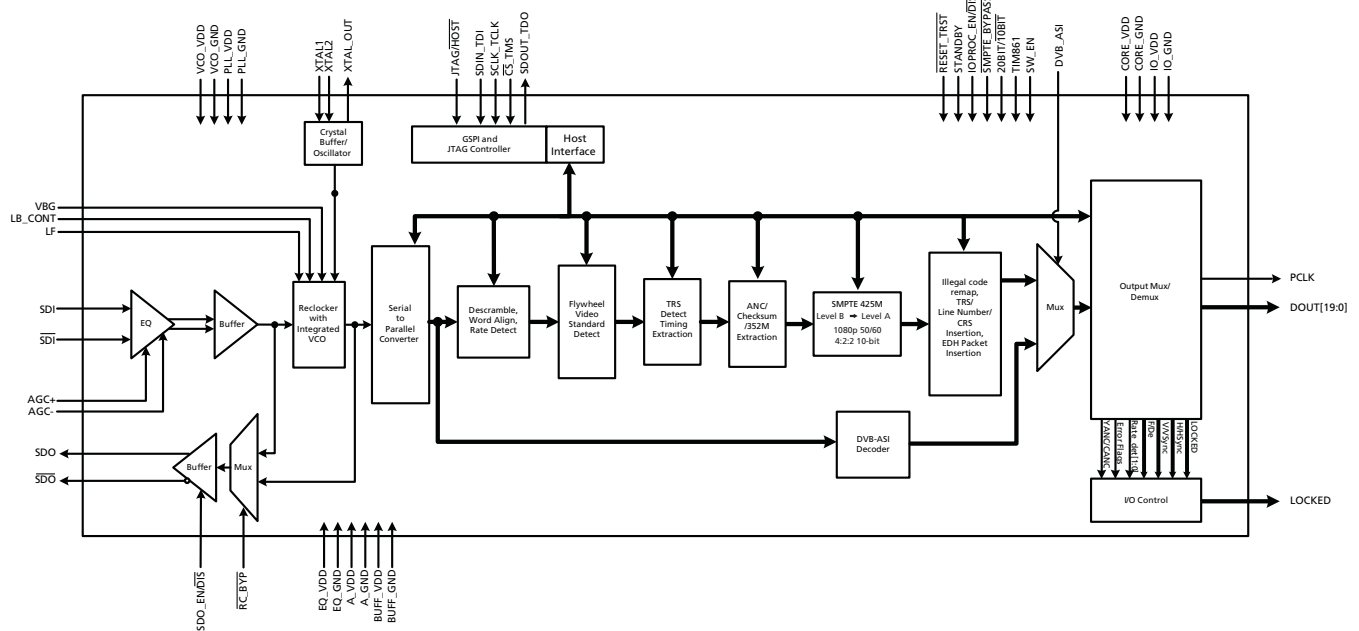 VCO_VDD
VCO_GND
PLL_VDD
PLL_GND
XTAL1
XTAL2
XTAL_OUT
JTAG/HOST
SDIN_TDI
SCLK_TCLK
CS_TMS
SDOUT_TDO
RESET_TRST
STANDBY
IOPROC_EN/DIS
SMPTE_BYPASS
20BIT/10BIT
TIM861
SW_EN
DVB_ASI
CORE_VDD
CORE_GND
IO_VDD
IO_GND
Crystal
Buffer/
Oscillator
GSPI and
JTAG Controller
Host
Interface
VBG
LB_CONT
LF
SDI
SDI
AGC+
AGC-
EQ
Buffer
Reclocker
with
Integrated
VCO
Serial
to
Parallel
Converter
Descramble,
Word Align,
Rate Detect
Flywheel
Video
Standard
Detect
TRS
Detect
Timing
Extraction
ANC/
Checksum
/352M
Extraction
SMPTE 425M
Level B ➡ Level A
1080p 50/60
4:2:2 10-bit
Illegal code
remap,
TRS/
Line Number/
CRS
Insertion,
EDH Packet
Insertion
Mux
Output Mux/
Demux
PCLK
DOUT[19:0]
DVB-ASI
Decoder
YANC/CANC
Error Flags
Rate_det[1:0]
F/De
V/VSync
H/HSync
LOCKED
I/O Control
LOCKED
SDO
SDO
Buffer
Mux
SDO_EN/DIS
RC_BYP
EQ_VDD
EQ_GND
A_VDD
A_GND
BUFF_VDD
BUFF_GND